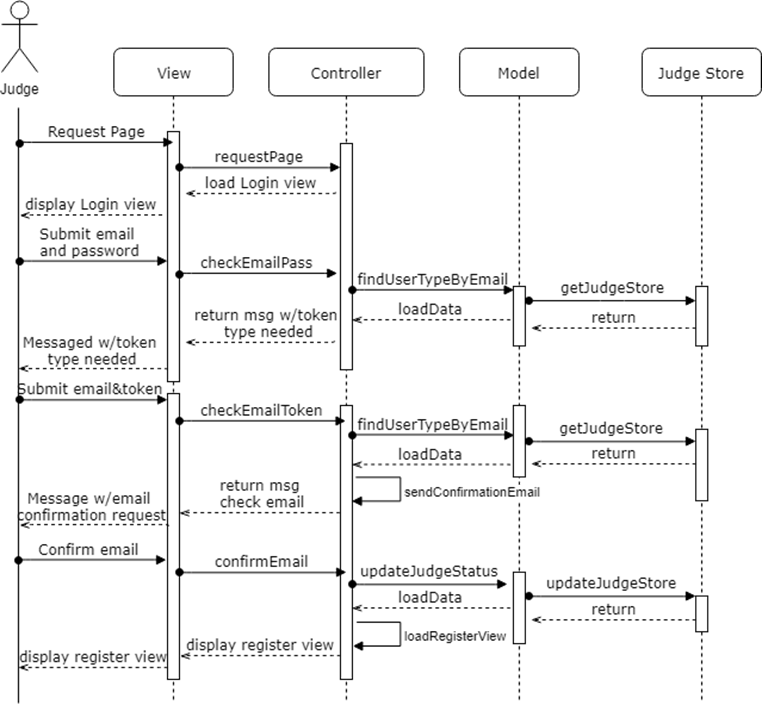 Judge
View
Controller
Model
Judge Store
Request Page
requestPage
load Login view
display Login view
Submit email
and password
checkEmailPass
findUserTypeByEmail
getJudgeStore
loadData
return
return msg w/token
type needed
Messaged w/token
type needed
Submit email&token
checkEmailToken
findUserTypeByEmail
getJudgeStore
loadData
return
sendConfirmationEmail
return msg
check email
Message w/email
confirmation request
Confirm email
confirmEmail
updateJudgeStatus
updateJudgeStore
loadData
return
loadRegisterView
display register view
display register view